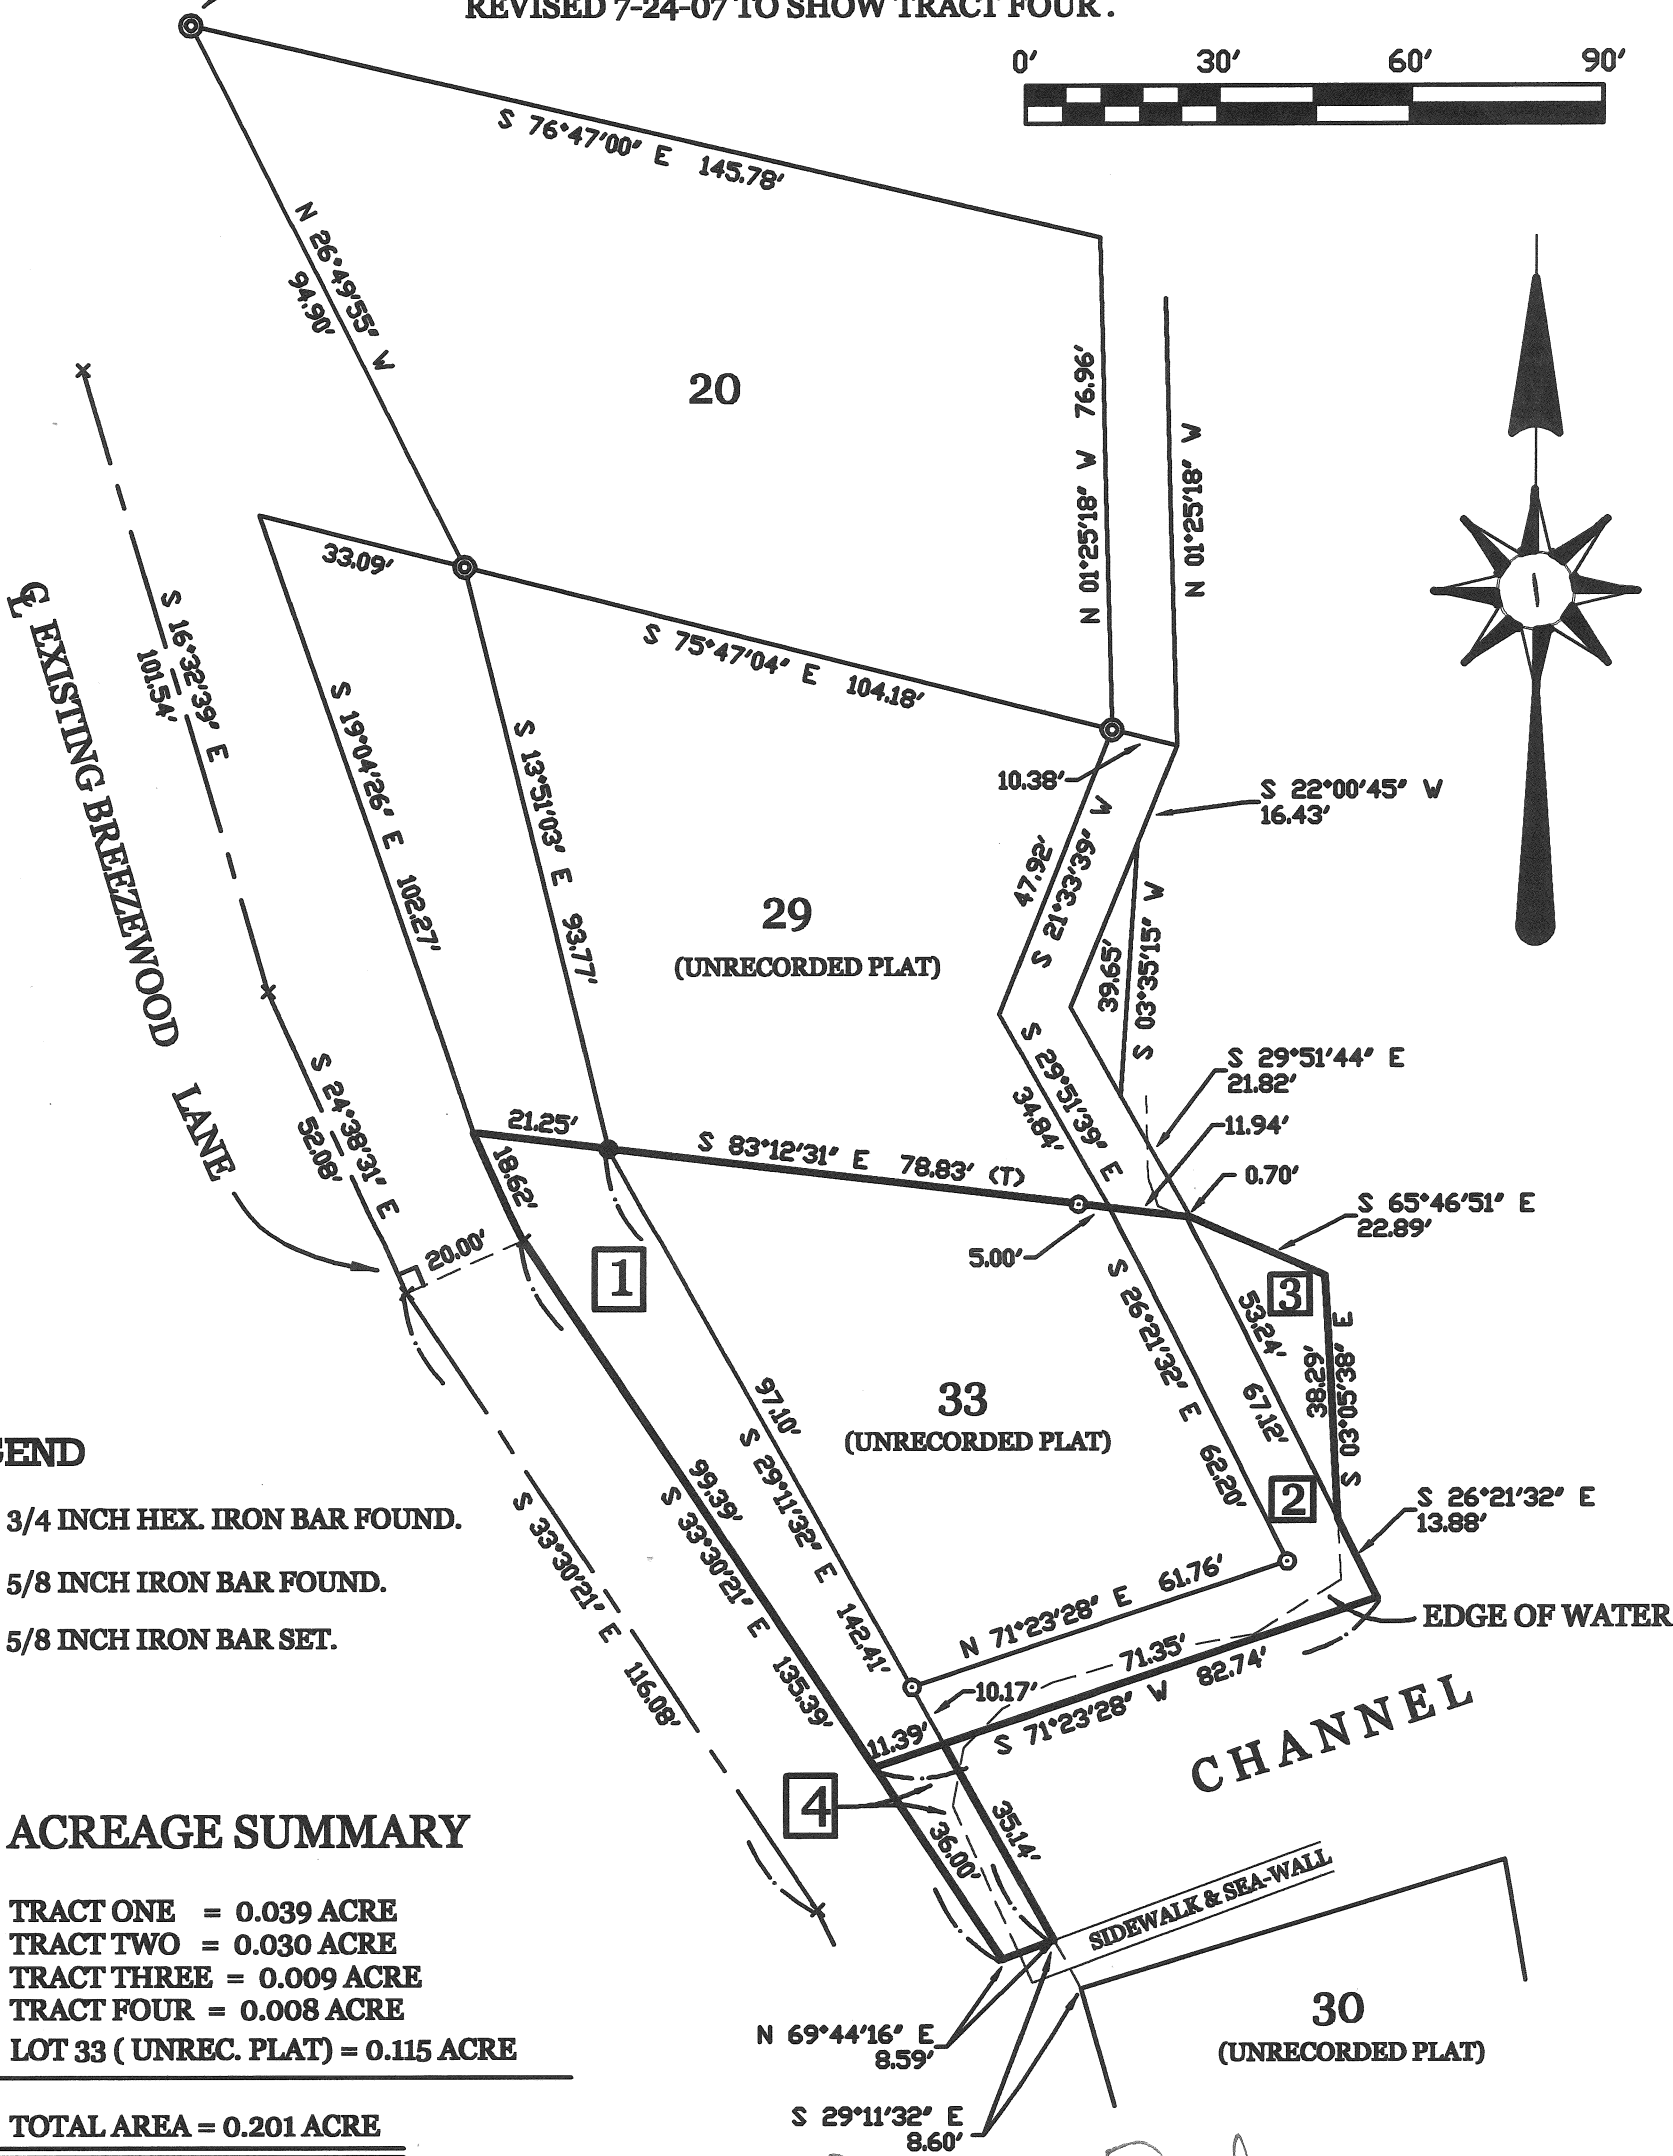 REVISED 7-24-07 TO SHOW TRACT FOUR .
0' 30' 60' 90'
S 76°47'00" E 145.78'
N 26°49'55" W
94.90'
20
N 01°25'18" W 76.96'
N 01°25'18" W
33.09'
S 75°47'04" E 104.18'
S 16°32'39" E
101.54'
CL EXISTING BREEZEWOOD LANE
S 19°04'26" E 102.27'
S 13°51'03" E 93.77'
10.38'
S 22°00'45" W
16.43'
47.92'
S 21°33'39" W
29
(UNRECORDED PLAT)
39.65'
S 03°35'15" W
S 29°51'39" E
34.84'
S 29°51'44" E
21.82'
11.94'
0.70'
S 24°38'31" E
52.08'
21.25'
S 83°12'31" E 78.83' (T)
18.62'
5.00'
S 65°46'51" E
22.89'
20.00'
1
3
S 26°21'32" E 62.20'
53.24'
67.12'
38.29'
S 03°05'38" E
33
(UNRECORDED PLAT)
97.10'
S 29°11'32" E 142.41'
99.39'
S 33°30'21" E 135.39'
S 33°30'21" E 116.08'
2
S 26°21'32" E
13.88'
N 71°23'28" E 61.76'
EDGE OF WATER
71.35'
S 71°23'28" W 82.74'
10.17'
11.39'
CHANNEL
4
36.00'
35.14'
SIDEWALK & SEA-WALL
30
(UNRECORDED PLAT)
N 69°44'16" E
8.59'
S 29°11'32" E
8.60'
END
3/4 INCH HEX. IRON BAR FOUND.
5/8 INCH IRON BAR FOUND.
5/8 INCH IRON BAR SET.
ACREAGE SUMMARY
TRACT ONE = 0.039 ACRE
TRACT TWO = 0.030 ACRE
TRACT THREE = 0.009 ACRE
TRACT FOUR = 0.008 ACRE
LOT 33 ( UNREC. PLAT) = 0.115 ACRE
TOTAL AREA = 0.201 ACRE